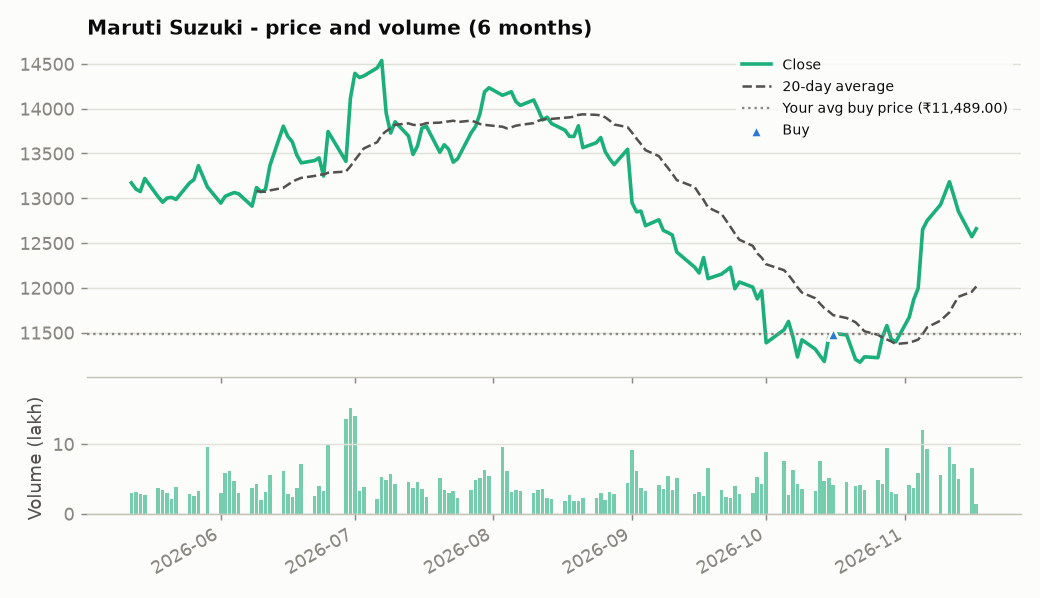 Maruti Suzuki - price and volume (6 months)
Close
20-day average
Your avg buy price (₹11,489.00)
Buy
14500
14000
13500
13000
12500
12000
11500
Volume (lakh)
10
0
2026-06
2026-07
2026-08
2026-09
2026-10
2026-11